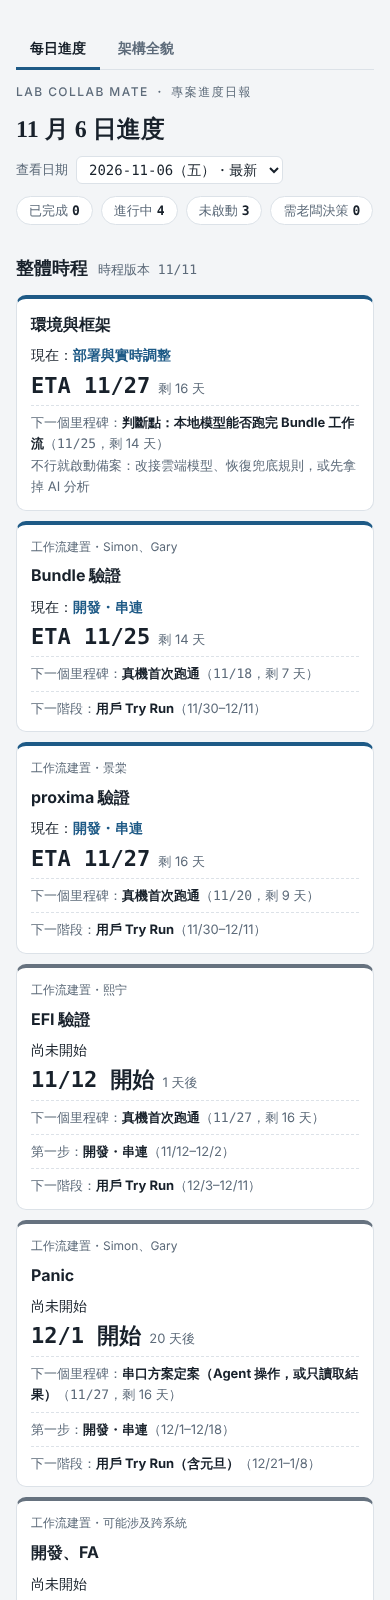 每日進度 架構全貌
LAB COLLAB MATE · 專案進度日報
11 月 6 日進度
查看日期 2026-11-06（五）· 最新
已完成 0 進行中 4 未啟動 3 需老闆決策 0
整體時程 時程版本 11/11
環境與框架
現在：部署與實時調整
ETA 11/27 剩 16 天
下一個里程碑：判斷點：本地模型能否跑完 Bundle 工作
流（11/25，剩 14 天）
不行就啟動備案：改接雲端模型、恢復兜底規則，或先拿
掉 AI 分析
工作流建置・Simon、Gary
Bundle 驗證
現在：開發・串連
ETA 11/25 剩 14 天
下一個里程碑：真機首次跑通（11/18，剩 7 天）
下一階段：用戶 Try Run（11/30–12/11）
工作流建置・景棠
proxima 驗證
現在：開發・串連
ETA 11/27 剩 16 天
下一個里程碑：真機首次跑通（11/20，剩 9 天）
下一階段：用戶 Try Run（11/30–12/11）
工作流建置・熙宁
EFI 驗證
尚未開始
11/12 開始 1 天後
下一個里程碑：真機首次跑通（11/27，剩 16 天）
第一步：開發・串連（11/12–12/2）
下一階段：用戶 Try Run（12/3–12/11）
工作流建置・Simon、Gary
Panic
尚未開始
12/1 開始 20 天後
下一個里程碑：串口方案定案（Agent 操作，或只讀取結
果）（11/27，剩 16 天）
第一步：開發・串連（12/1–12/18）
下一階段：用戶 Try Run（含元旦）（12/21–1/8）
工作流建置・可能涉及跨系統
開發、FA
尚未開始